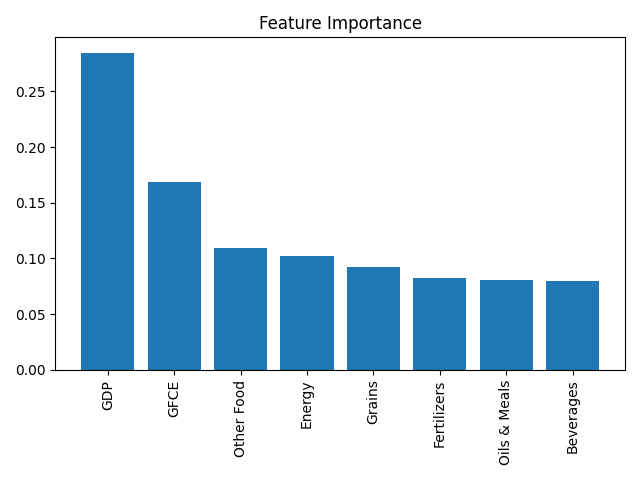 Feature Importance
0.25
0.20
0.15
0.10
0.05
0.00
GDP
GFCE
Other Food
Energy
Grains
Fertilizers
Oils & Meals
Beverages